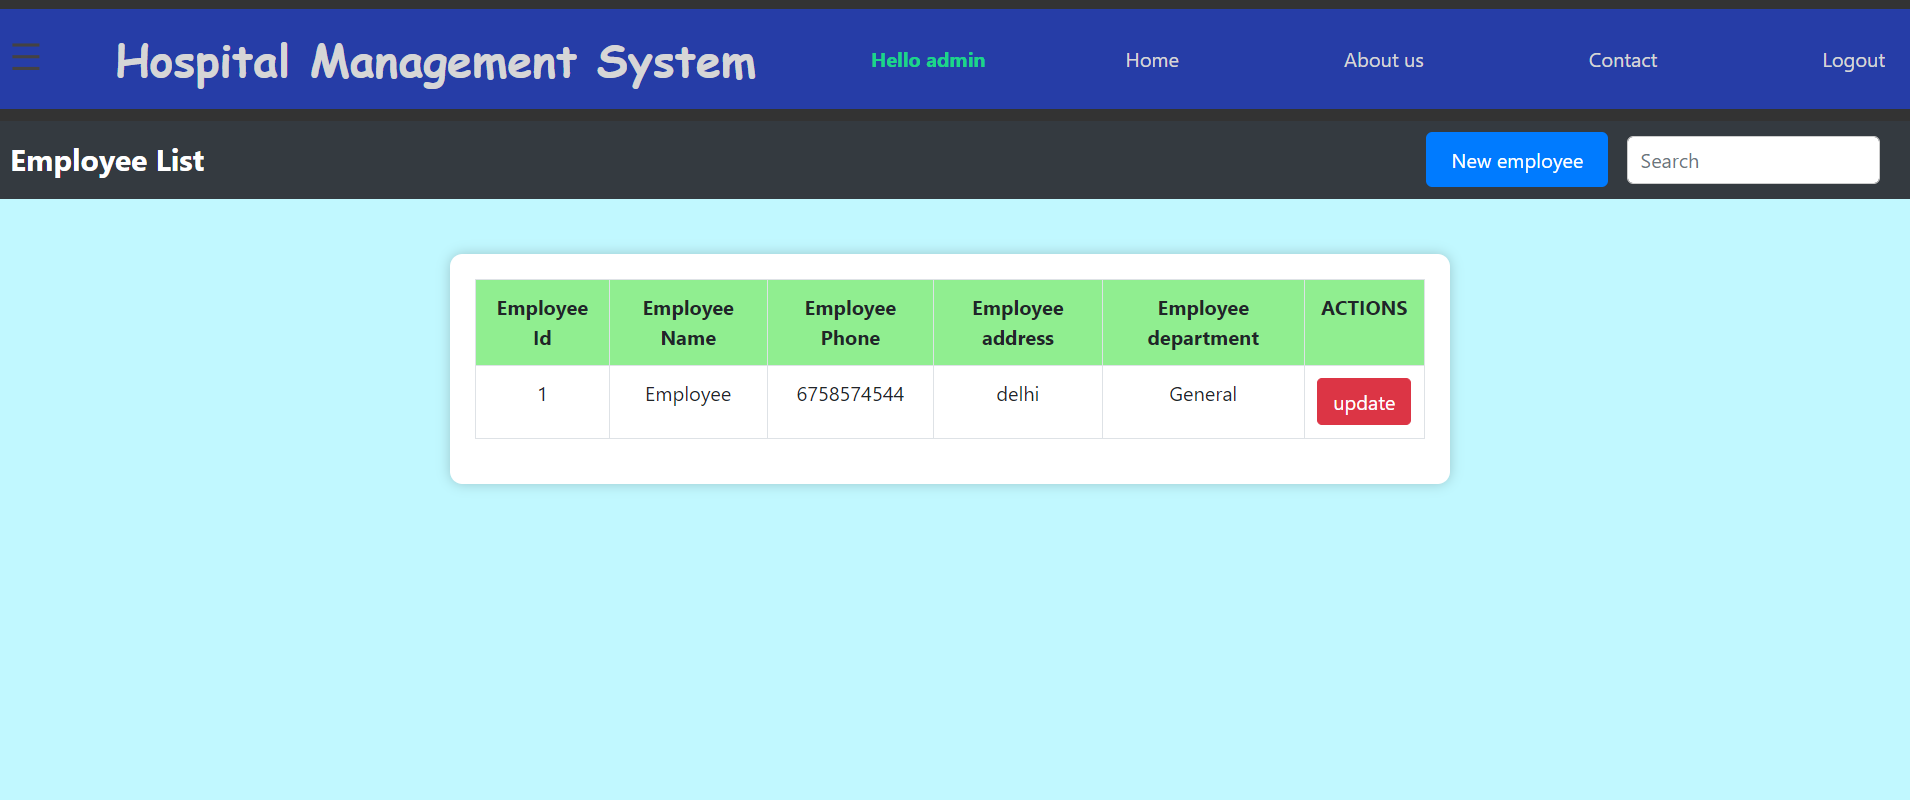 Hospital Management System Hello admin Home About us Contact Logout
Employee List New employee Search
Employee Id Employee Name Employee Phone Employee address Employee department ACTIONS
1 Employee 6758574544 delhi General update